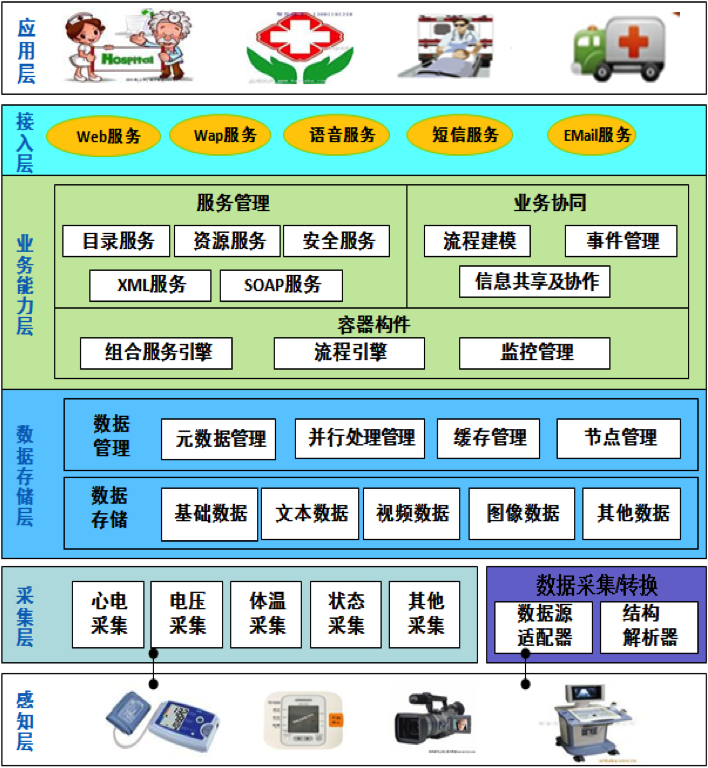 应用层
Hospital
接入层
Web服务
Wap服务
语音服务
短信服务
EMail服务
业务能力层
服务管理
目录服务
资源服务
安全服务
XML服务
SOAP服务
业务协同
流程建模
事件管理
信息共享及协作
容器构件
组合服务引擎
流程引擎
监控管理
数据存储层
数据
管理
元数据管理
并行处理管理
缓存管理
节点管理
数据
存储
基础数据
文本数据
视频数据
图像数据
其他数据
采集层
心电
采集
电压
采集
体温
采集
状态
采集
其他
采集
数据采集/转换
数据源
适配器
结构
解析器
感知层